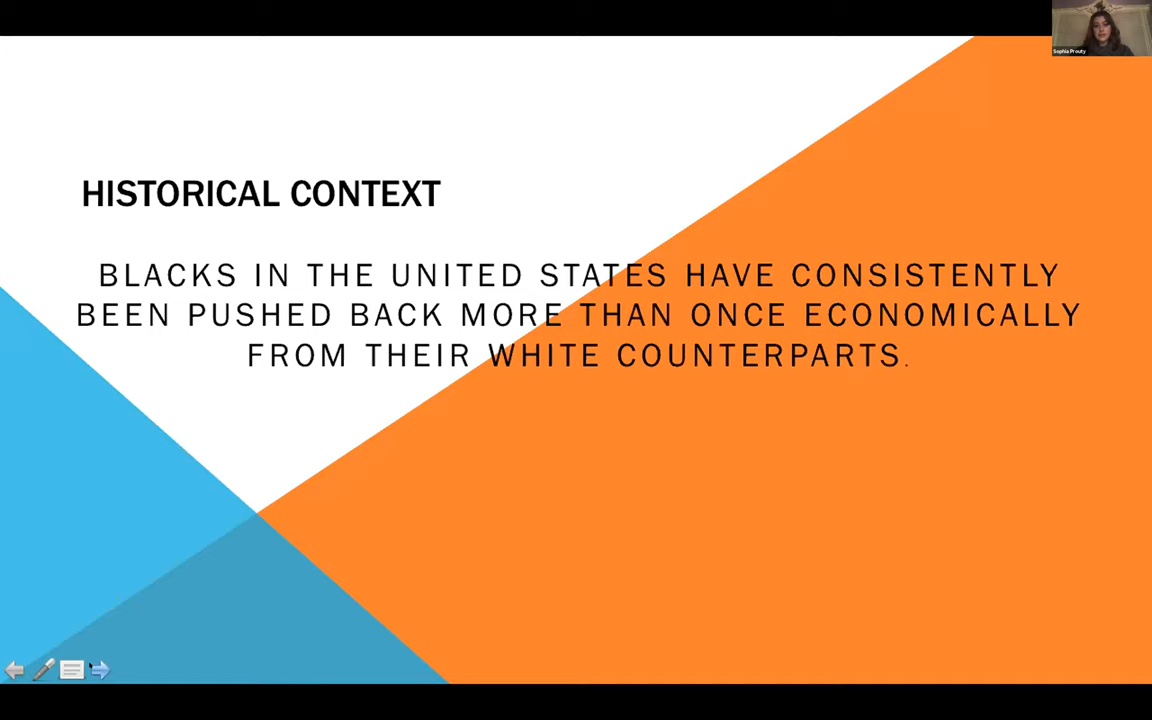 Sophia Prouty
HISTORICAL CONTEXT
BLACKS IN THE UNITED STATES HAVE CONSISTENTLY
BEEN PUSHED BACK MORE THAN ONCE ECONOMICALLY
FROM THEIR WHITE COUNTERPARTS.